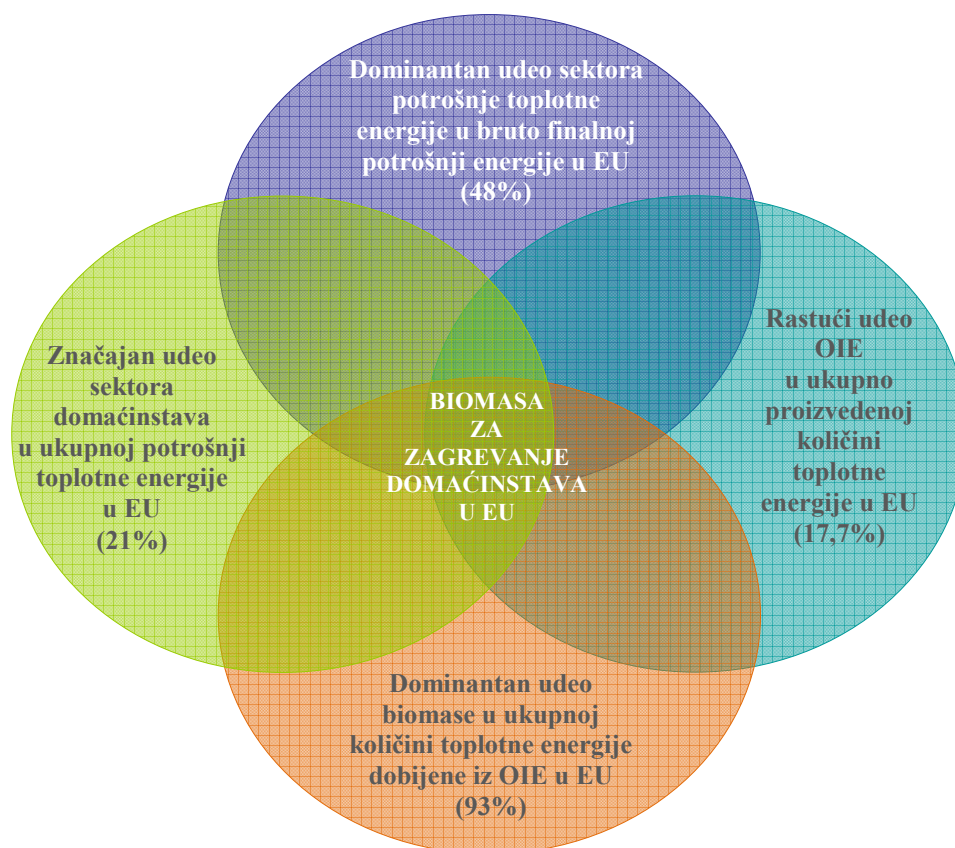 Dominantan udeo sektora
potrošnje toplotne
energije u bruto finalnoj
potrošnji energije u EU
(48%)
Značajan udeo
sektora
domaćinstava
u ukupnoj potrošnji
toplotne energije
u EU
(21%)
BIOMASA
ZA
ZAGREVANJE
DOMAĆINSTAVA
U EU
Rastući udeo
OIE
u ukupno
proizvedenoj
količini
toplotne
energije u EU
(17,7%)
Dominantan udeo
biomase u ukupnoj
količini toplotne energije
dobijene iz OIE u EU
(93%)